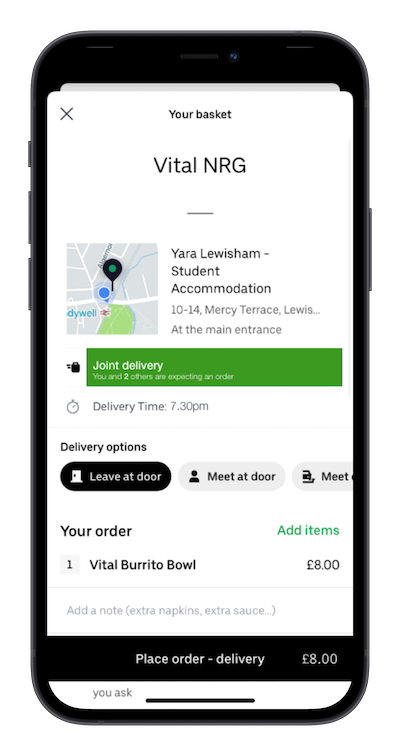 Your basket
Vital NRG
Yara Lewisham -
Student
Accommodation
10-14, Mercy Terrace, Lewis...
At the main entrance
dywell
Joint delivery
You and 2 others are expecting an order
Delivery Time: 7.30pm
Delivery options
Leave at door
Meet at door
Meet
Your order
Add items
1 Vital Burrito Bowl £8.00
Add a note (extra napkins, extra sauce...)
Place order - delivery £8.00
you ask